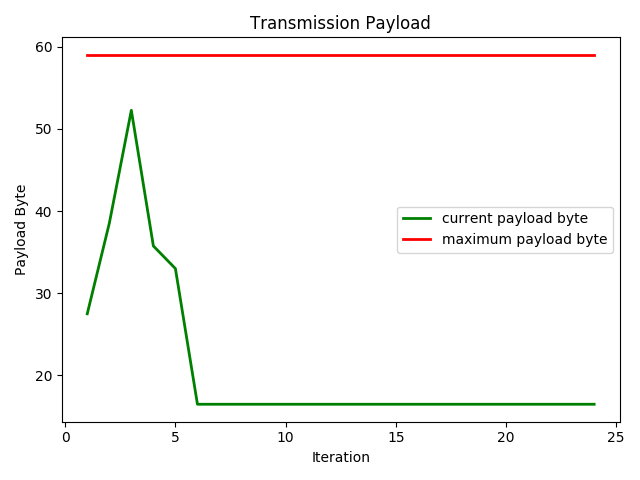 Transmission Payload
60
50
40
30
20
Payload Byte
current payload byte
maximum payload byte
0
5
10
15
20
25
Iteration